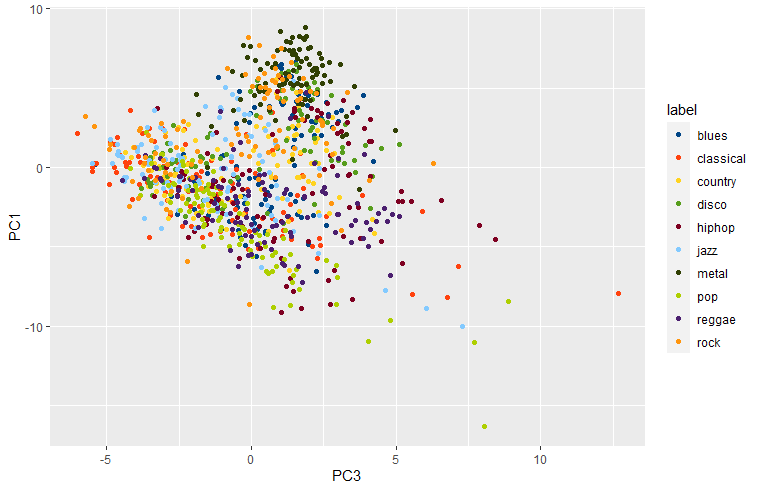 10
0
-10
PC1
-5
0
5
10
PC3
label
blues
classical
country
disco
hiphop
jazz
metal
pop
reggae
rock